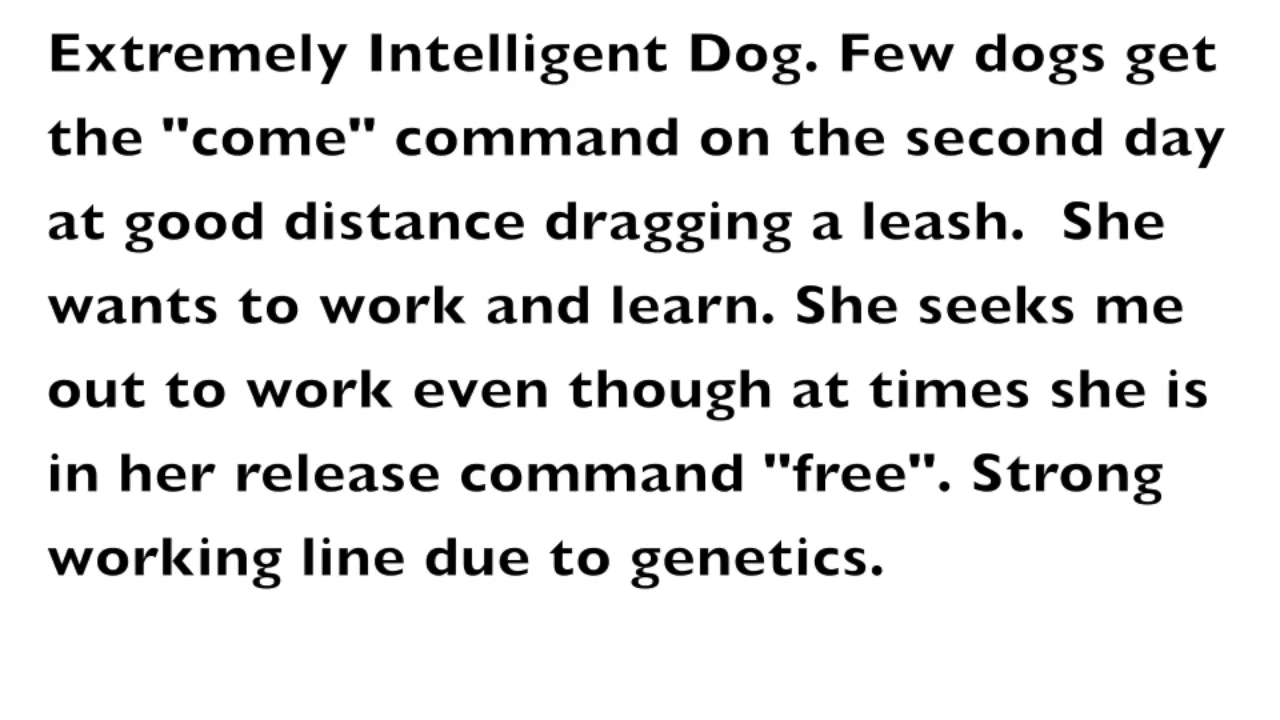 Extremely Intelligent Dog. Few dogs get
the "come" command on the second day
at good distance dragging a leash.  She
wants to work and learn. She seeks me
out to work even though at times she is
in her release command "free". Strong
working line due to genetics.